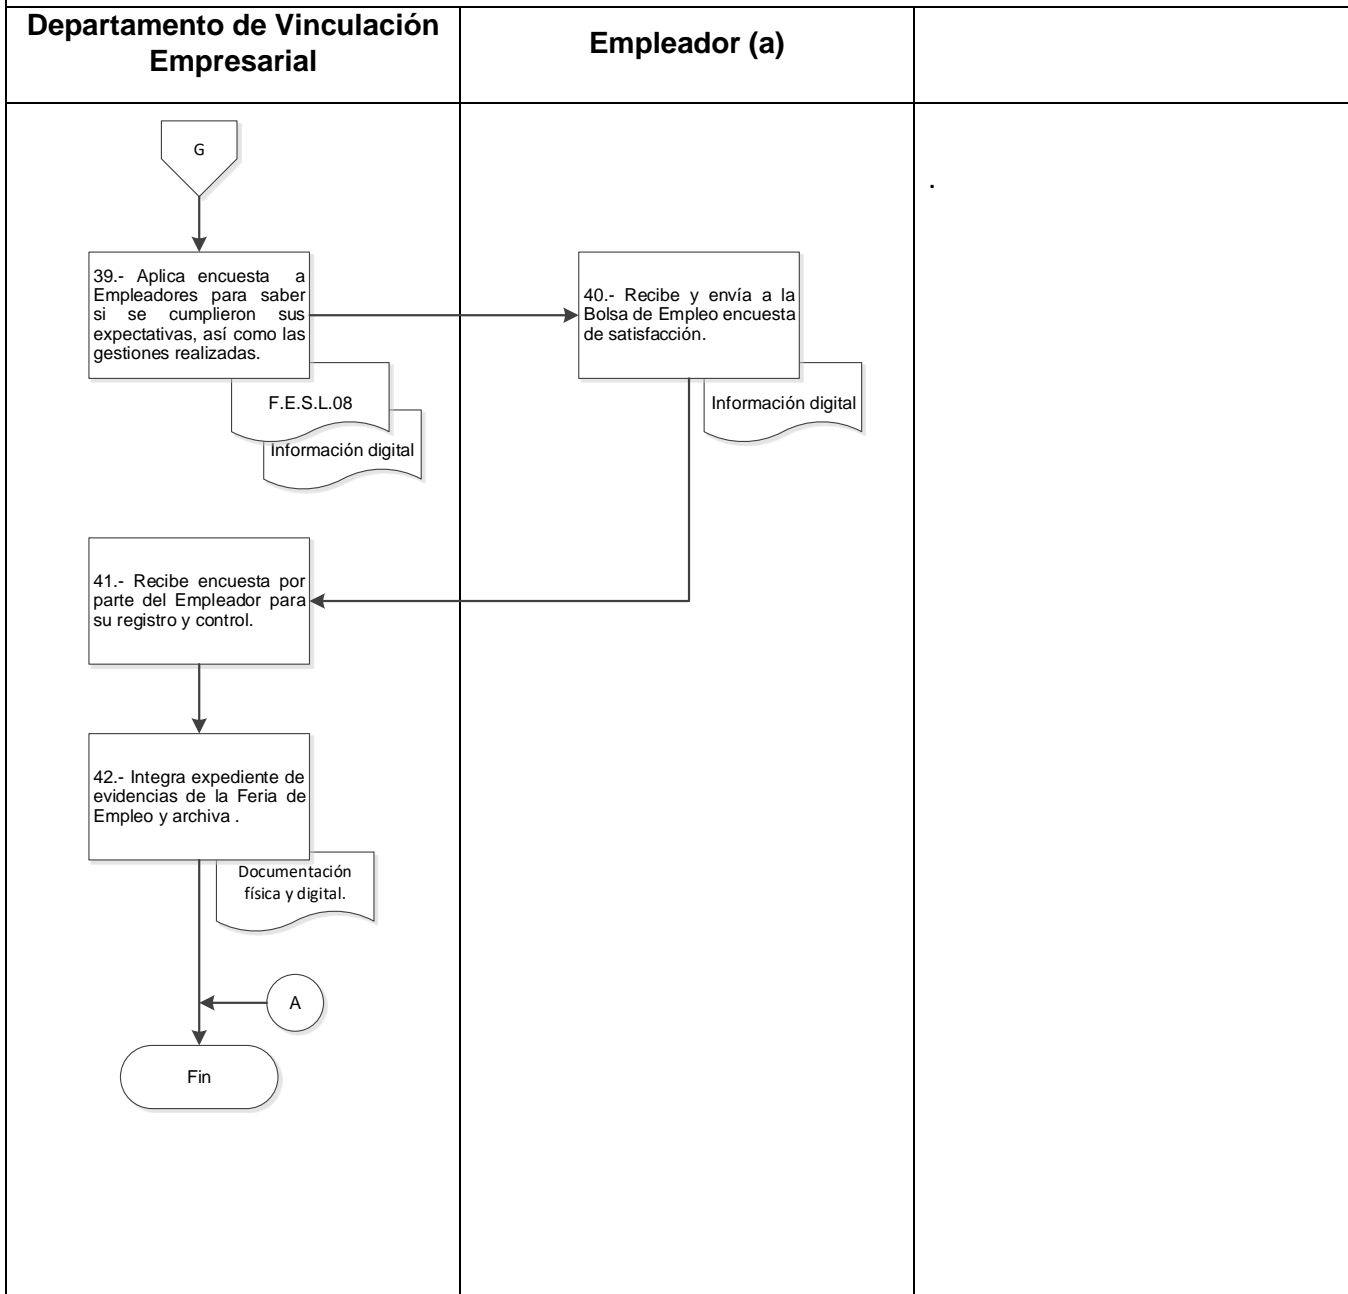 Departamento de Vinculación
Empresarial
Empleador (a)
G
.
39.- Aplica encuesta a
Empleadores para saber
si se cumplieron sus
expectativas, así como las
gestiones realizadas.
F.E.S.L.08
Información digital
40.- Recibe y envía a la
Bolsa de Empleo encuesta
de satisfacción.
Información digital
41.- Recibe encuesta por
parte del Empleador para
su registro y control.
42.- Integra expediente de
evidencias de la Feria de
Empleo y archiva .
Documentación
física y digital.
A
Fin